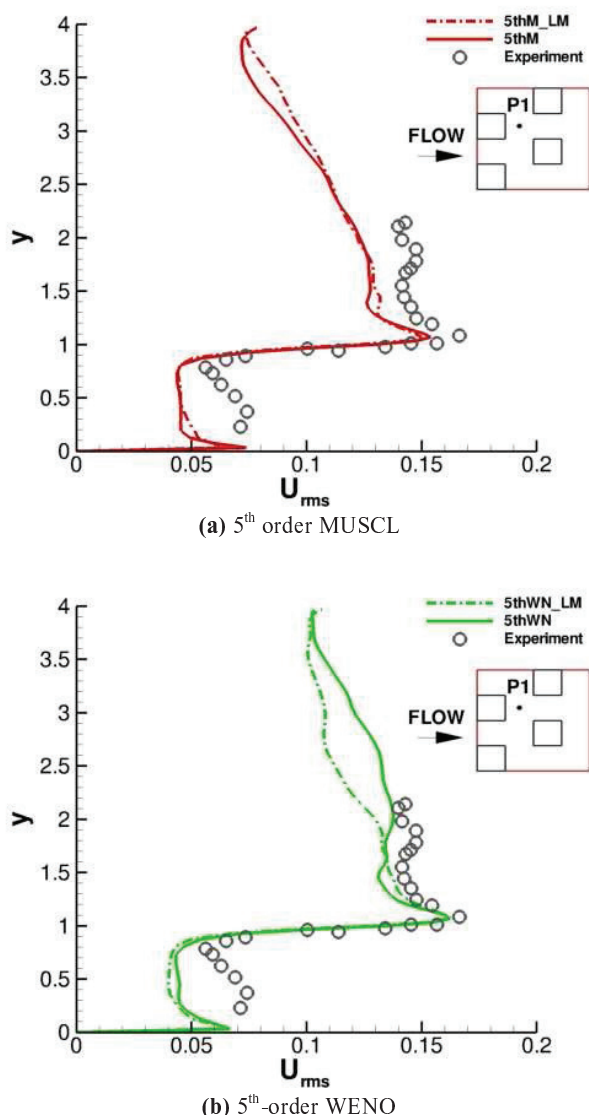 4
3.5
3
2.5
2
1.5
1
0.5
0
y
5thM_LM
5thM
Experiment
P1
FLOW
0 0.05 0.1 0.15 0.2
Urms
(a) 5th order MUSCL
4
3.5
3
2.5
2
1.5
1
0.5
0
y
5thWN_LM
5thWN
Experiment
P1
FLOW
0 0.05 0.1 0.15 0.2
Urms
(b) 5th-order WENO